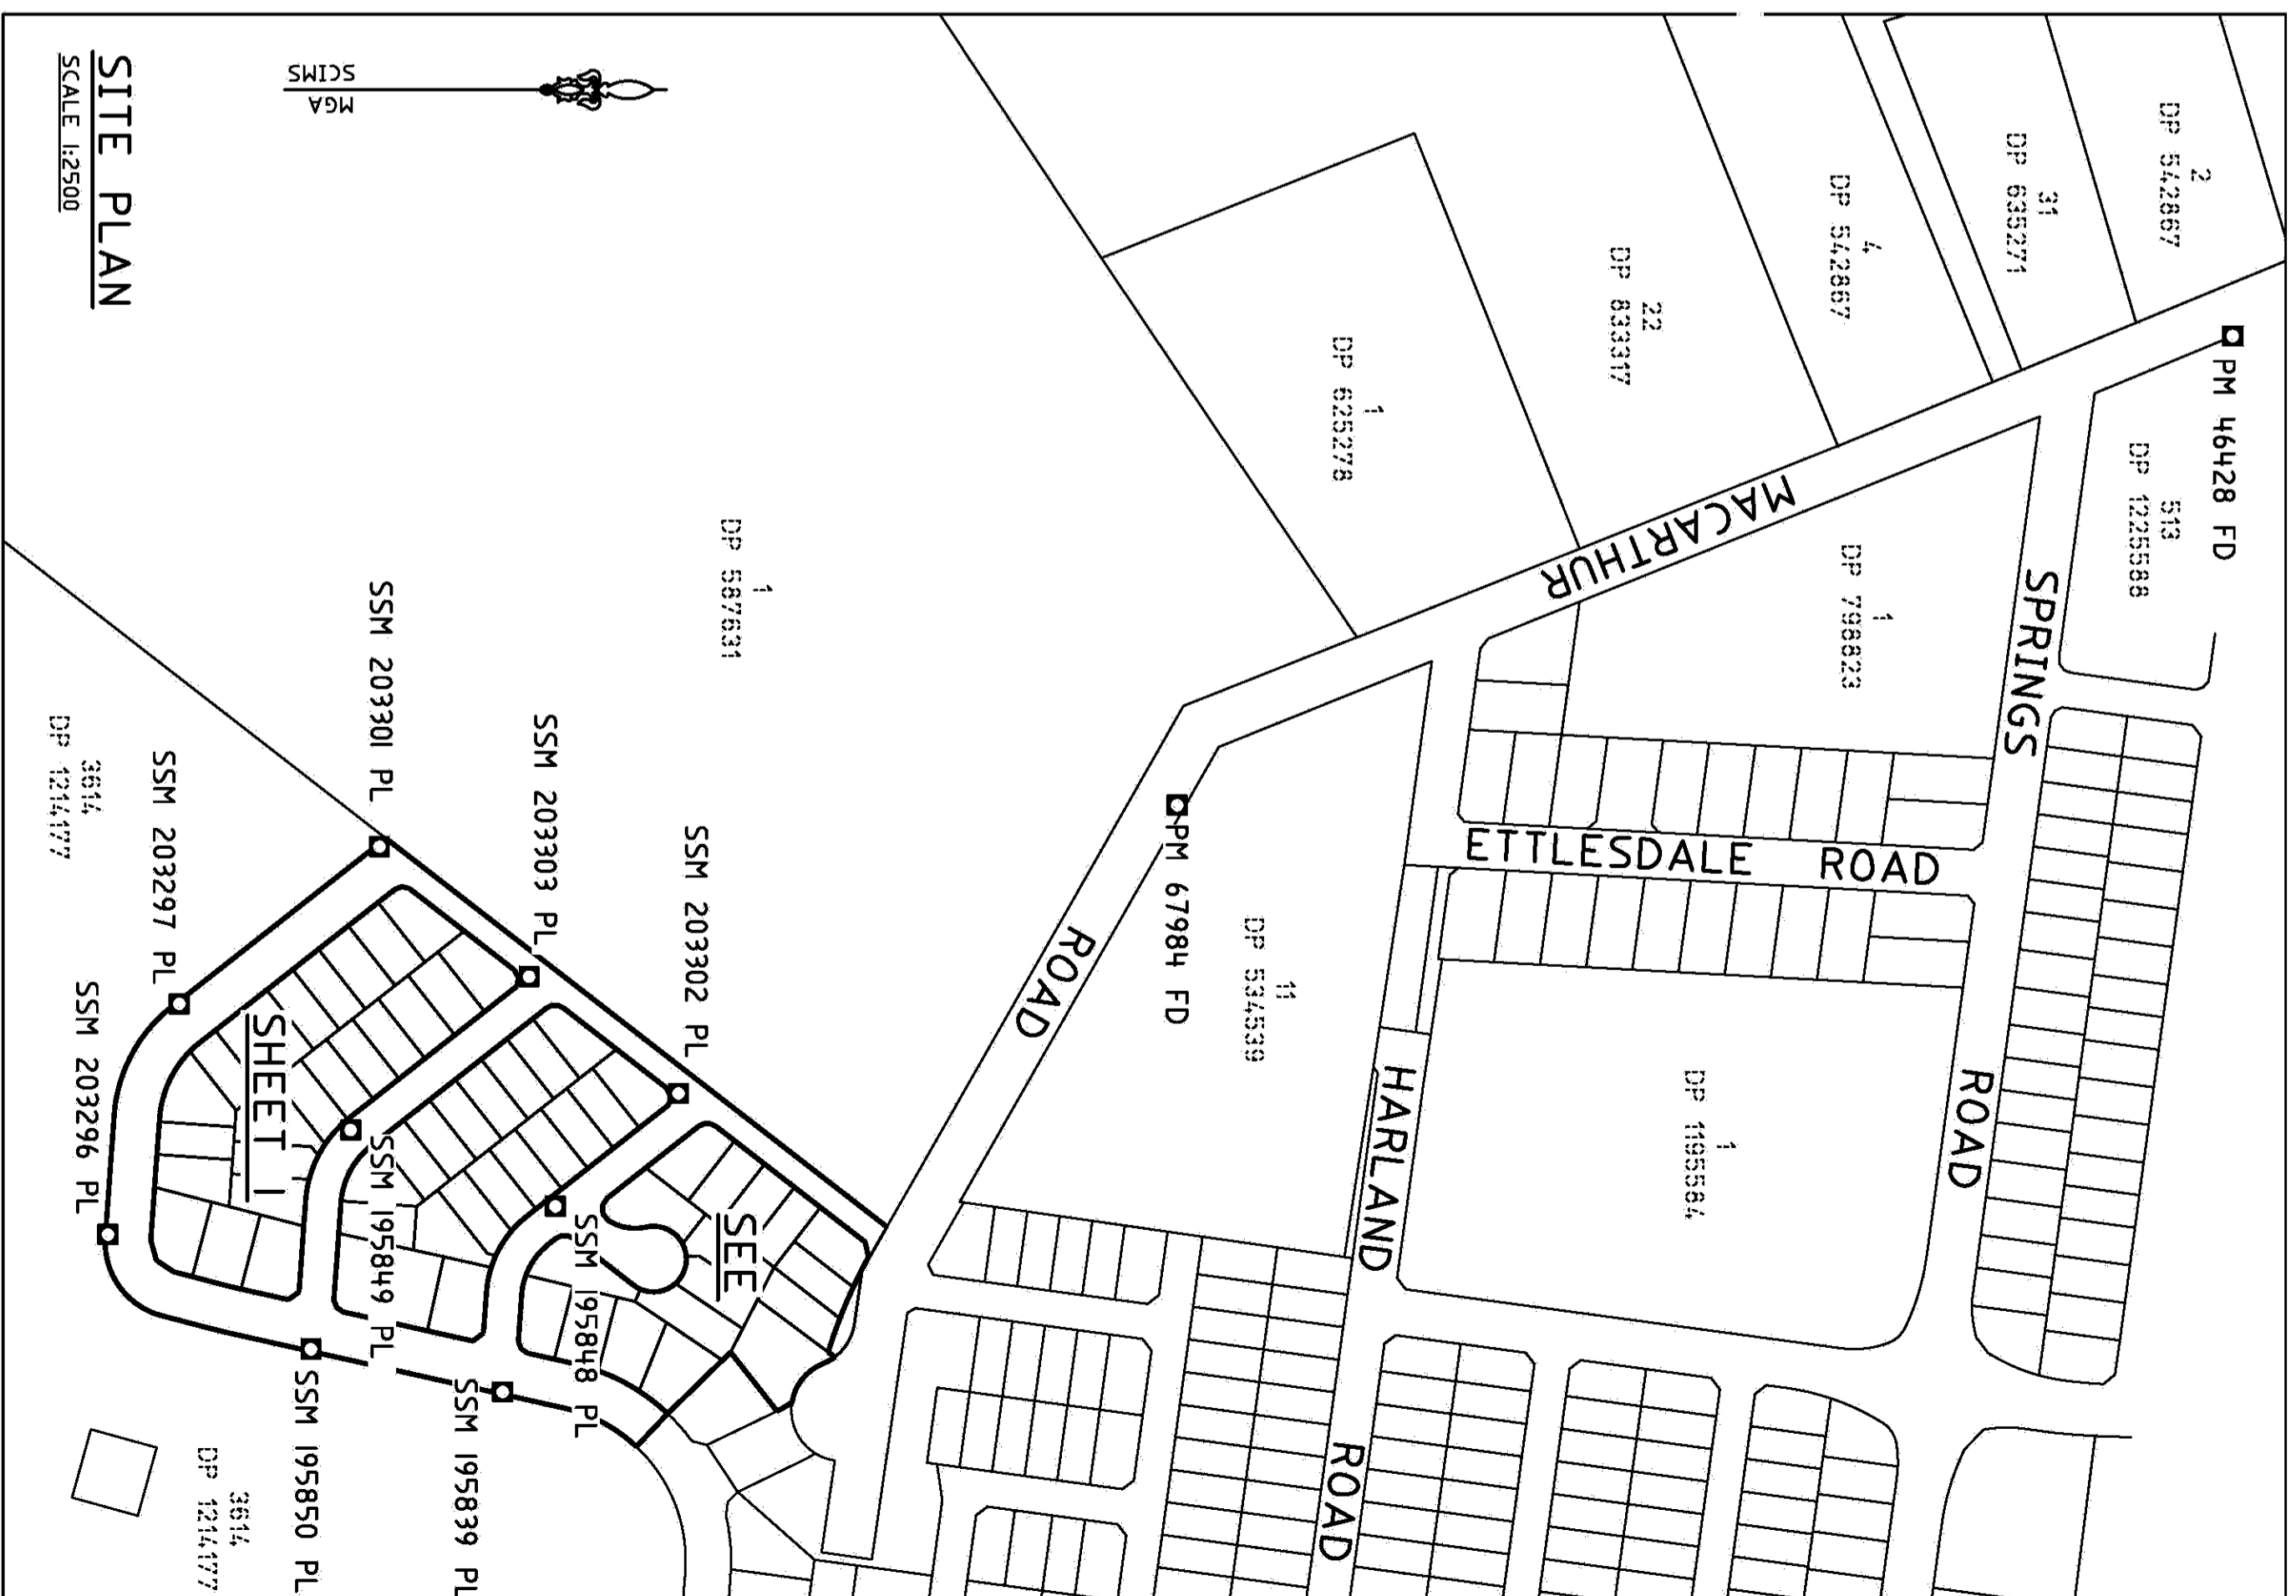 SITE PLAN
SCALE 1:2500
SCIMS
MGA
2
DP 542867
31
DP 635271
4
DP 542867
22
DP 833317
1
DP 625278
PM 46428 FD
513
DP 1225588
MACARTHUR
ROAD
SPRINGS
ROAD
1
DP 798823
ETTLESDALE ROAD
PM 67984 FD
11
DP 534539
HARLAND
ROAD
1
DP 1195584
1
DP 587631
SSM 203301 PL
SSM 203303 PL
SSM 203302 PL
SSM 203297 PL
SSM 203296 PL
3614
DP 1214177
SEE
SHEET 1
SSM 195849 PL
SSM 195848 PL
SSM 195850 PL
SSM 195839 PL
3614
DP 1214177